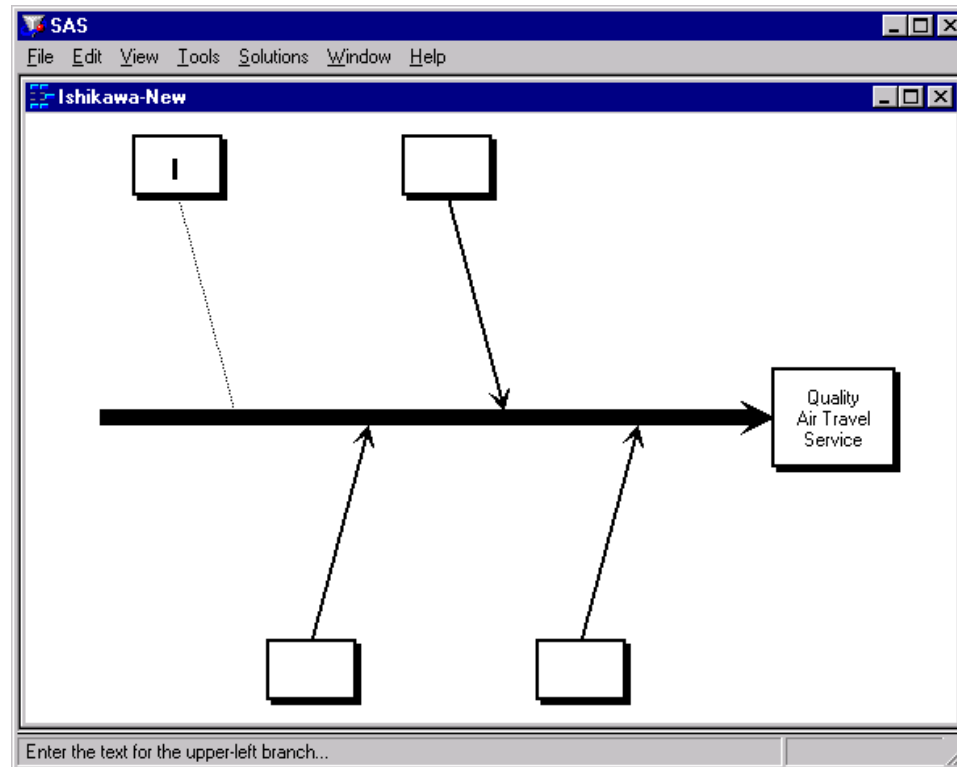 SAS
File Edit View Tools Solutions Window Help
Ishikawa-New
Quality
Air Travel
Service
Enter the text for the upper-left branch...